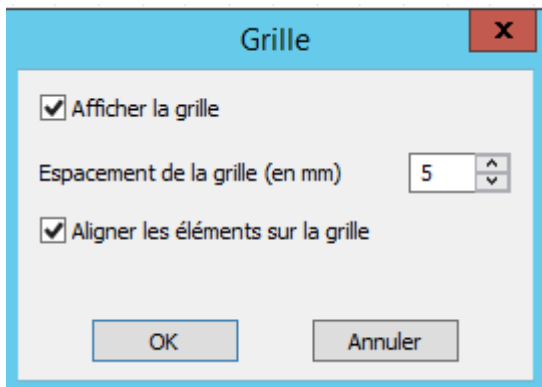 Grille
x
Afficher la grille
Espacement de la grille (en mm) 5
Aligner les éléments sur la grille
OK Annuler